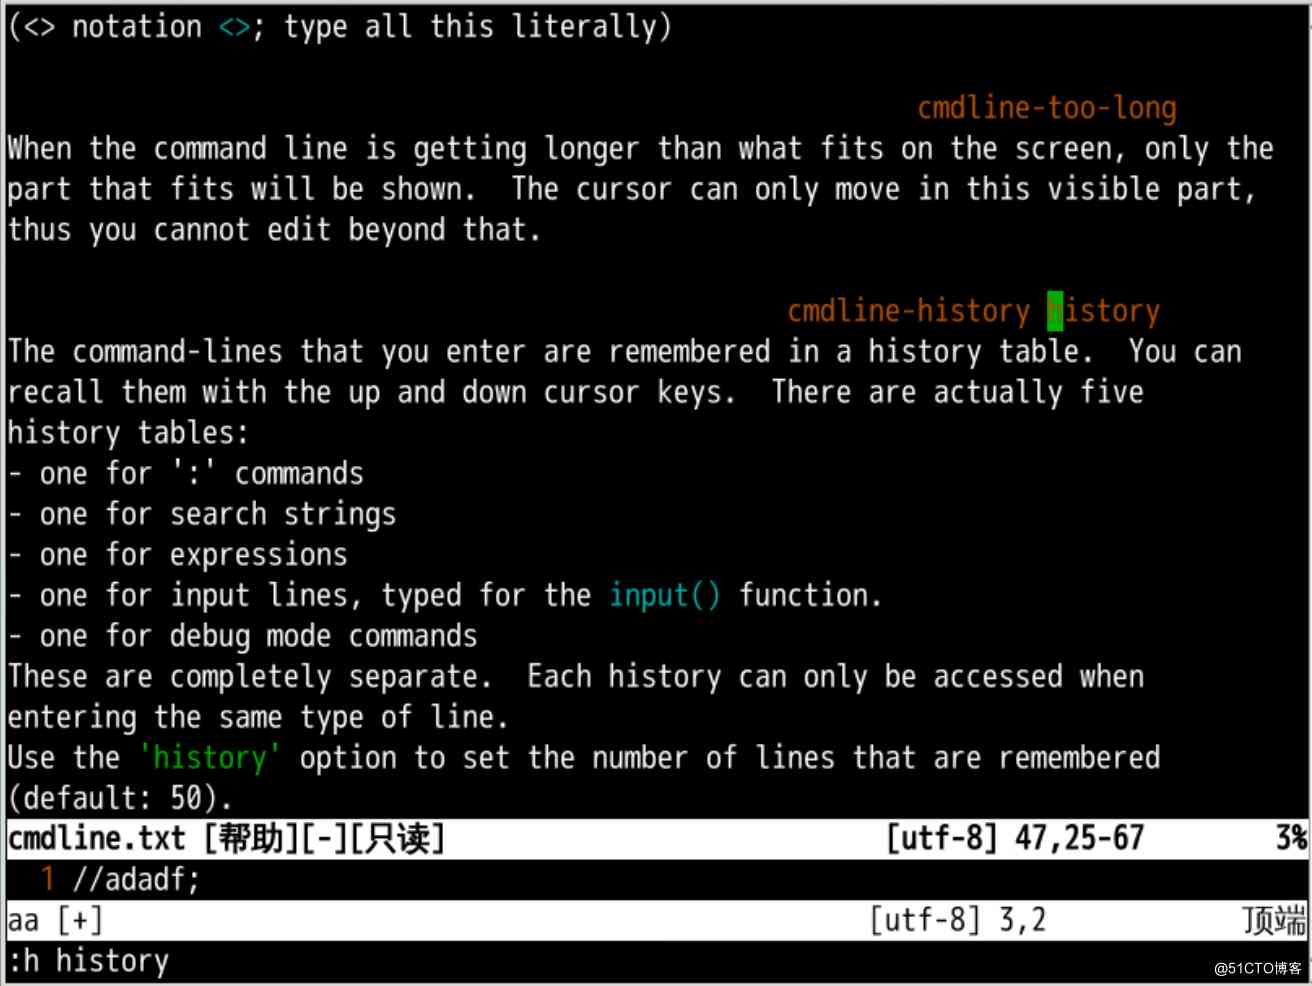 (<> notation <>; type all this literally)
cmdline-too-long
When the command line is getting longer than what fits on the screen, only the
part that fits will be shown.  The cursor can only move in this visible part,
thus you cannot edit beyond that.
cmdline-history history
The command-lines that you enter are remembered in a history table.  You can
recall them with the up and down cursor keys.  There are actually five
history tables:
- one for ':' commands
- one for search strings
- one for expressions
- one for input lines, typed for the input() function.
- one for debug mode commands
These are completely separate.  Each history can only be accessed when
entering the same type of line.
Use the 'history' option to set the number of lines that are remembered
(default: 50).
cmdline.txt [帮助][-][只读] [utf-8] 47,25-67 3%
1 //adadf;
aa [+] [utf-8] 3,2 顶端
:h history
@51CTO博客